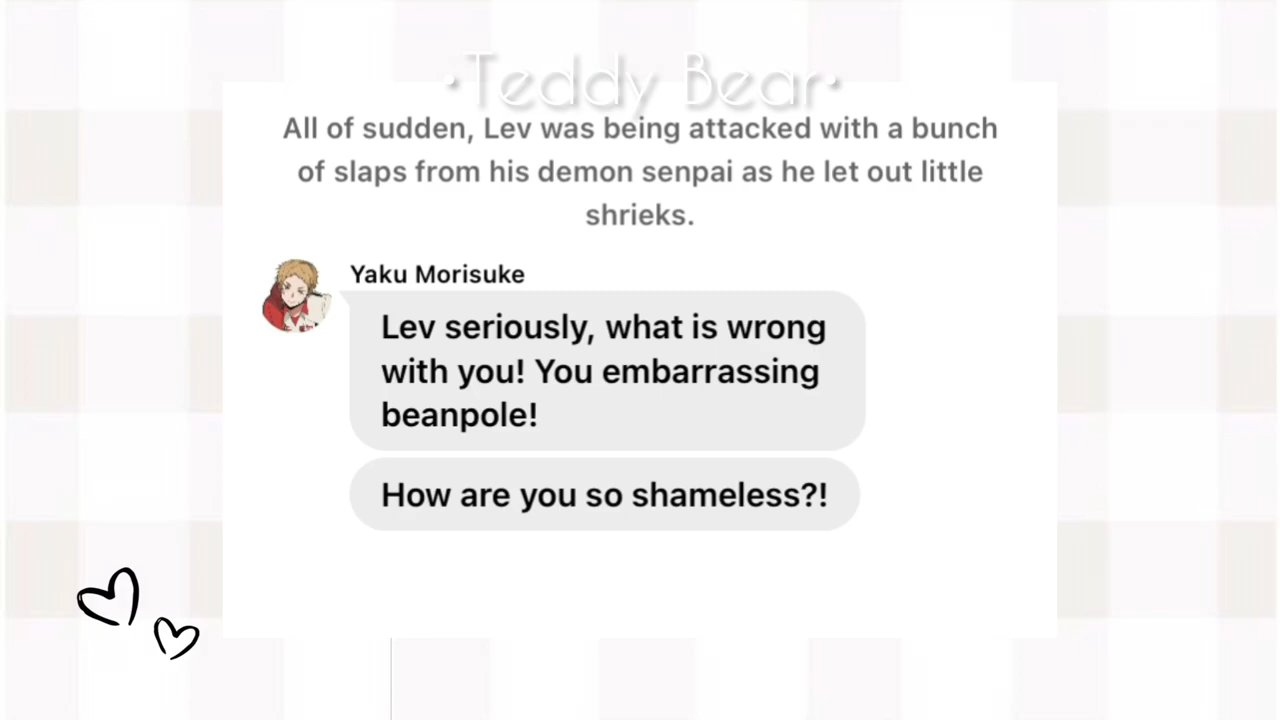 •Teddy Bear•
All of sudden, Lev was being attacked with a bunch
of slaps from his demon senpai as he let out little
shrieks.
Yaku Morisuke
Lev seriously, what is wrong
with you! You embarrassing
beanpole!
How are you so shameless?!